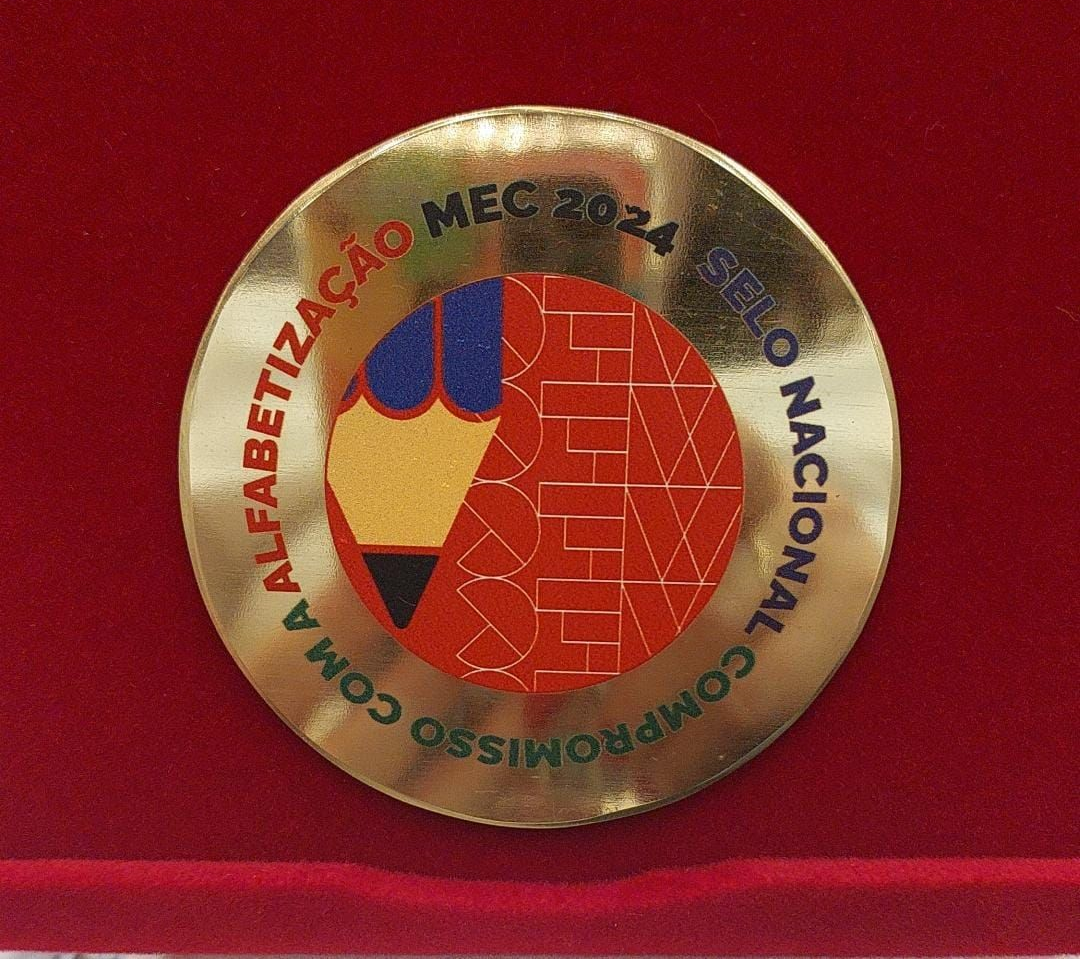 SELO NACIONAL COMPROMISSO COM A ALFABETIZAÇÃO MEC 2024